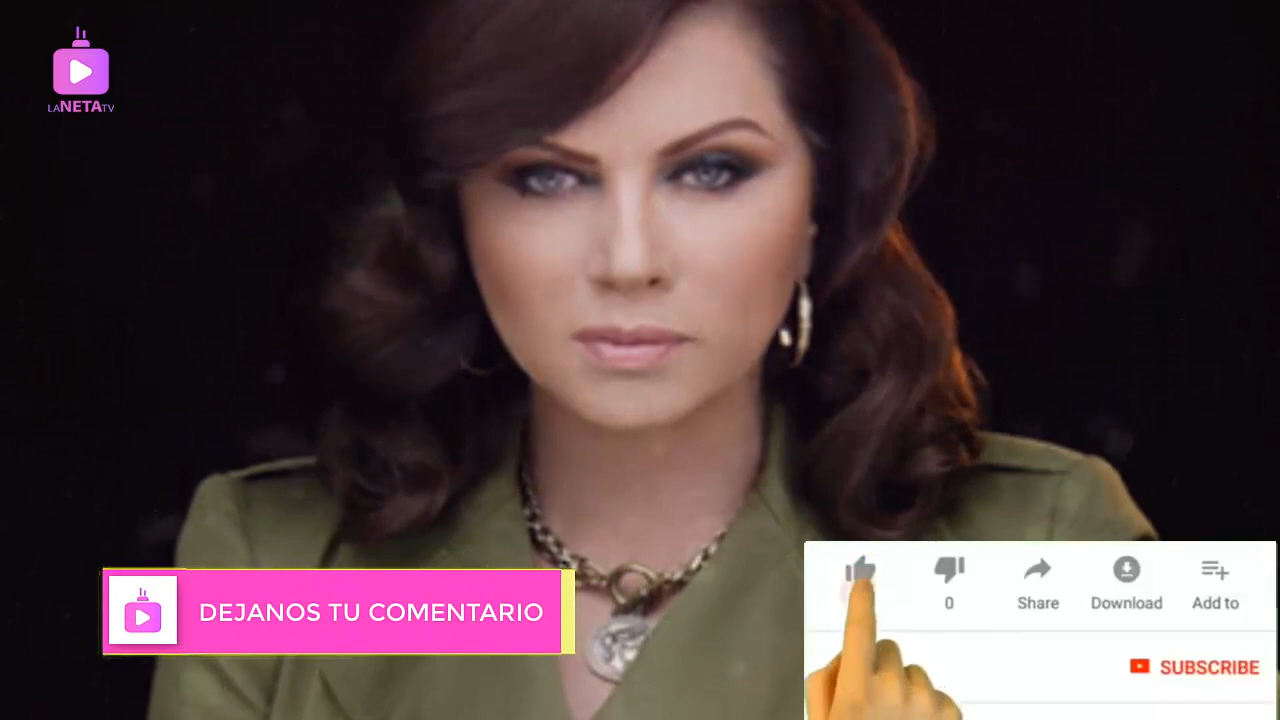 LANETATV
DEJANOS TU COMENTARIO
0
Share
Download
Add to
SUBSCRIBE